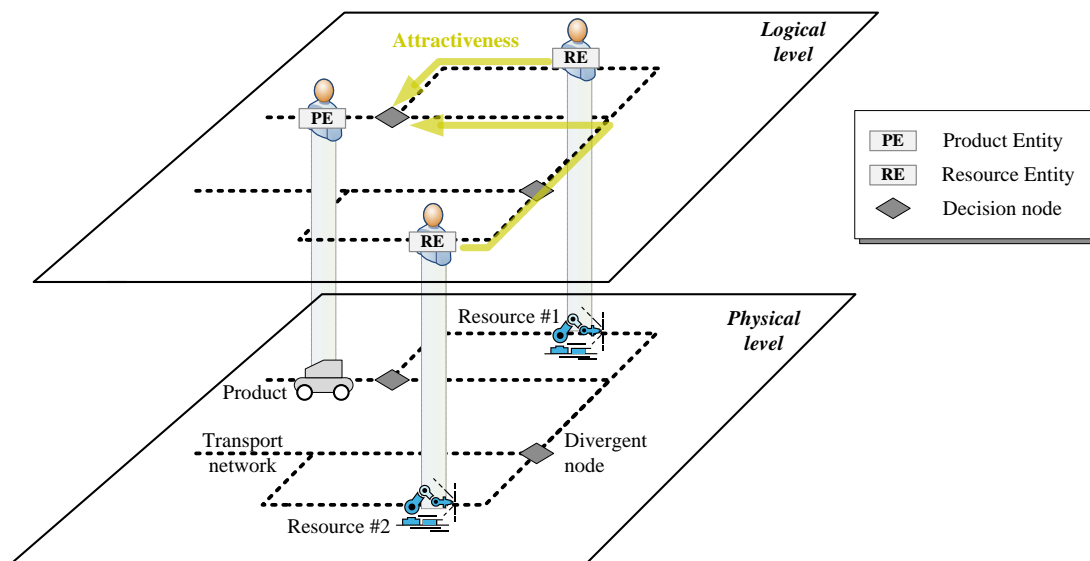 Logical
level
Attractiveness
RE
PE
RE
PE Product Entity
RE Resource Entity
Decision node
Resource #1
Physical
level
Product
Transport
network
Divergent
node
Resource #2